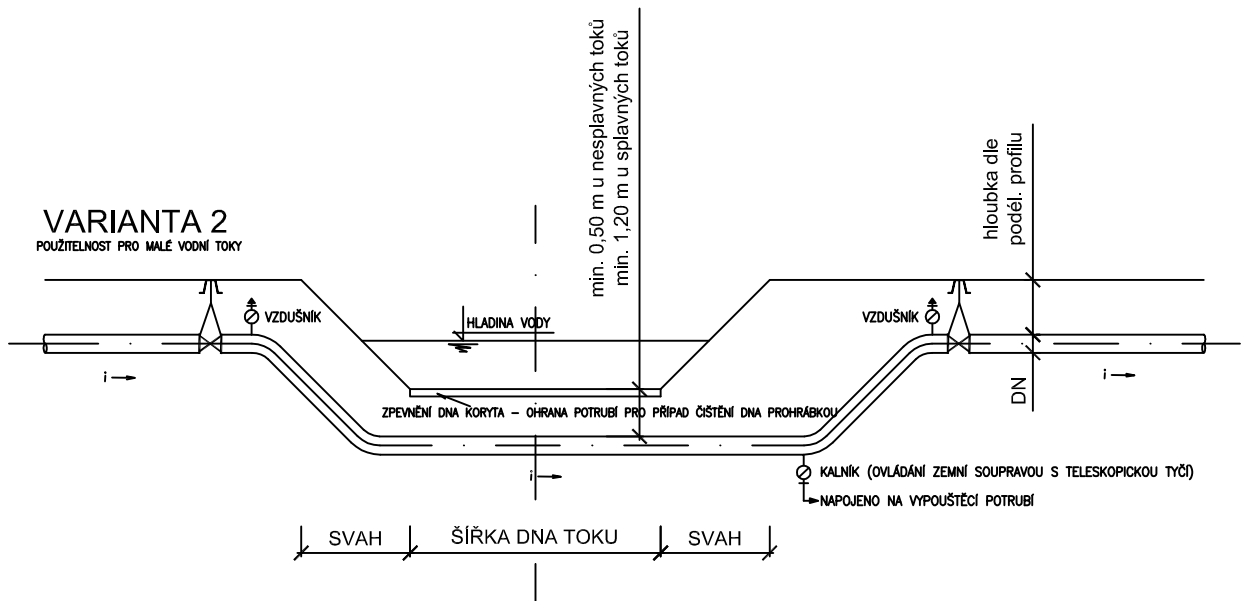 min. 0,50 m u nesplavných toků
min. 1,20 m u splavných toků
hloubka dle
poděl. profilu
VARIANTA 2
POUŽITELNOST PRO MALÉ VODNÍ TOKY
VZDUŠNÍK
HLADINA VODY
VZDUŠNÍK
i
i
DN
ZPEVNĚNÍ DNA KORYTA – OHRANA POTRUBÍ PRO PŘÍPAD ČIŠTĚNÍ DNA PROHRÁBKOU
i
KALNÍK (OVLÁDÁNÍ ZEMNÍ SOUPRAVOU S TELESKOPICKOU TYČÍ)
NAPOJENO NA VYPOUŠTĚCÍ POTRUBÍ
SVAH
ŠÍŘKA DNA TOKU
SVAH